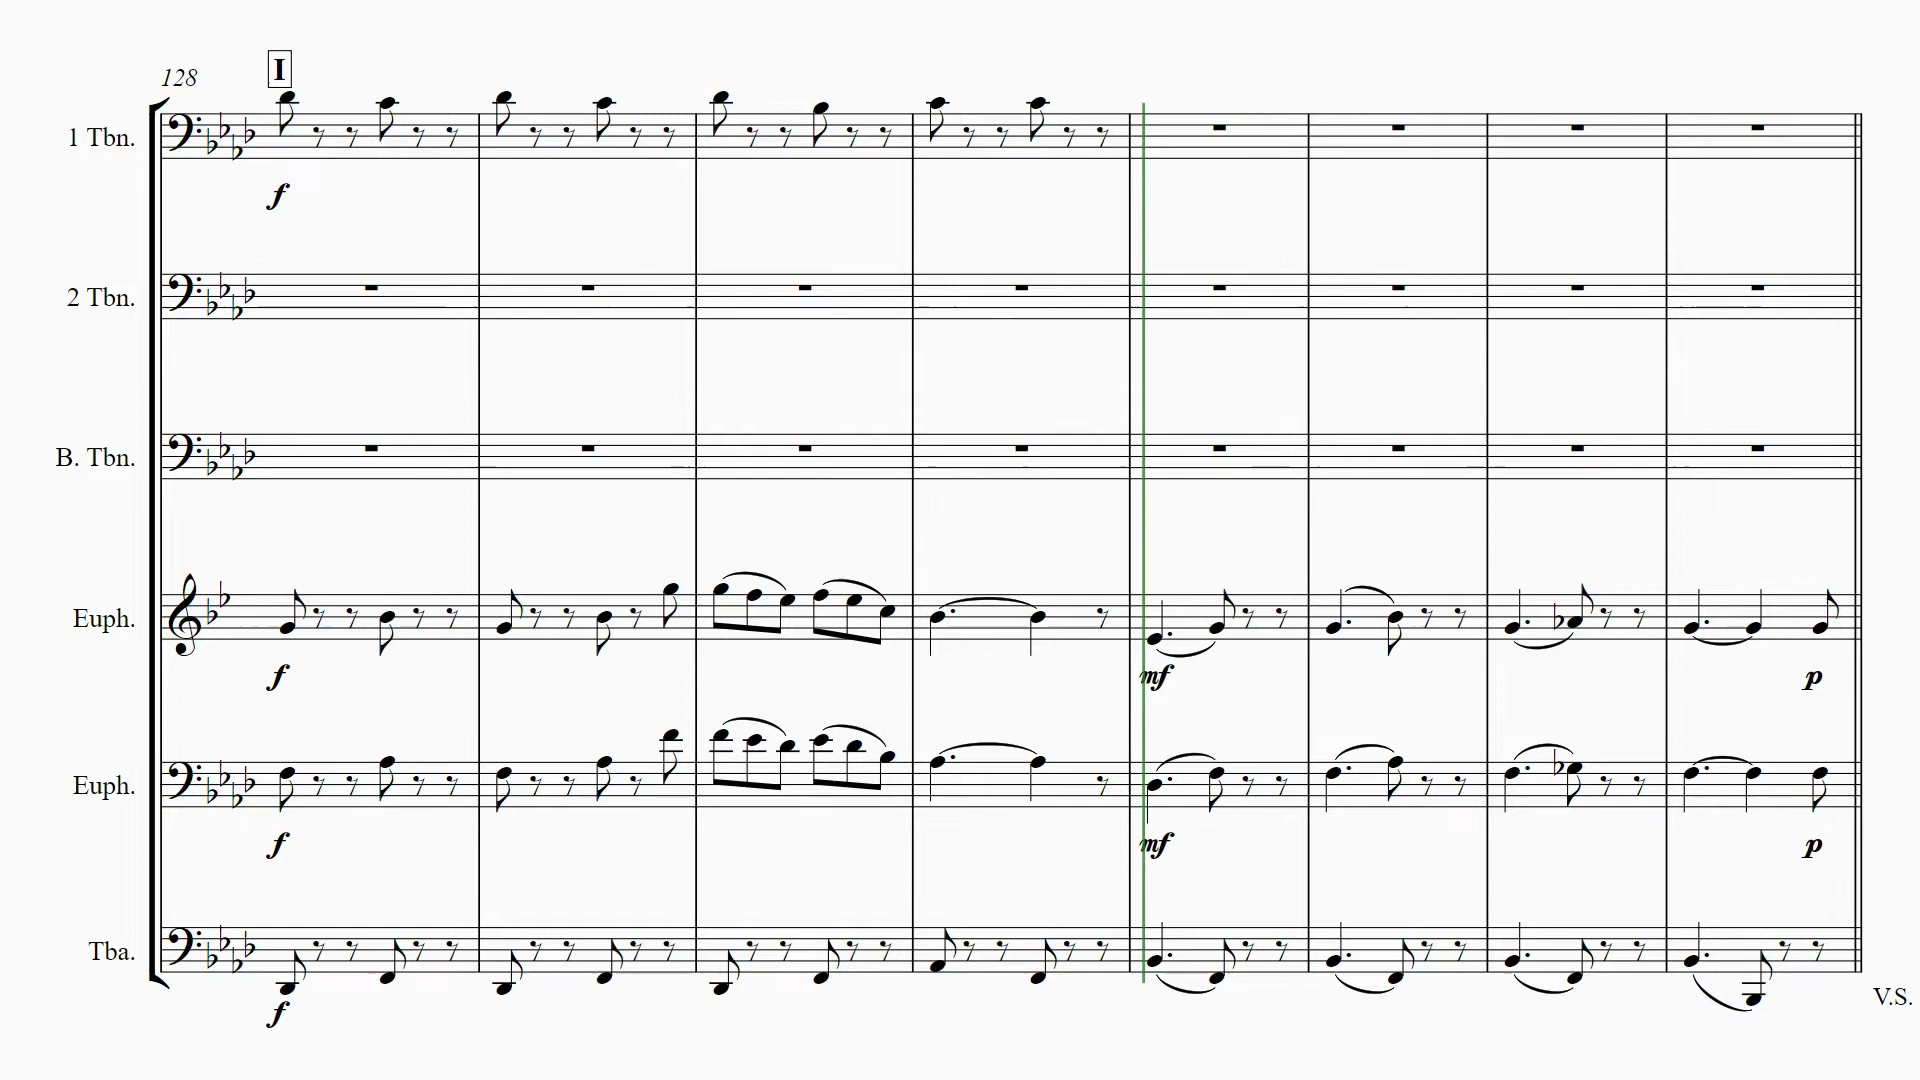 I
128
1 Tbn.
f
2 Tbn.
B. Tbn.
Euph.
f
mf
p
Euph.
f
mf
p
Tba.
f
V.S.